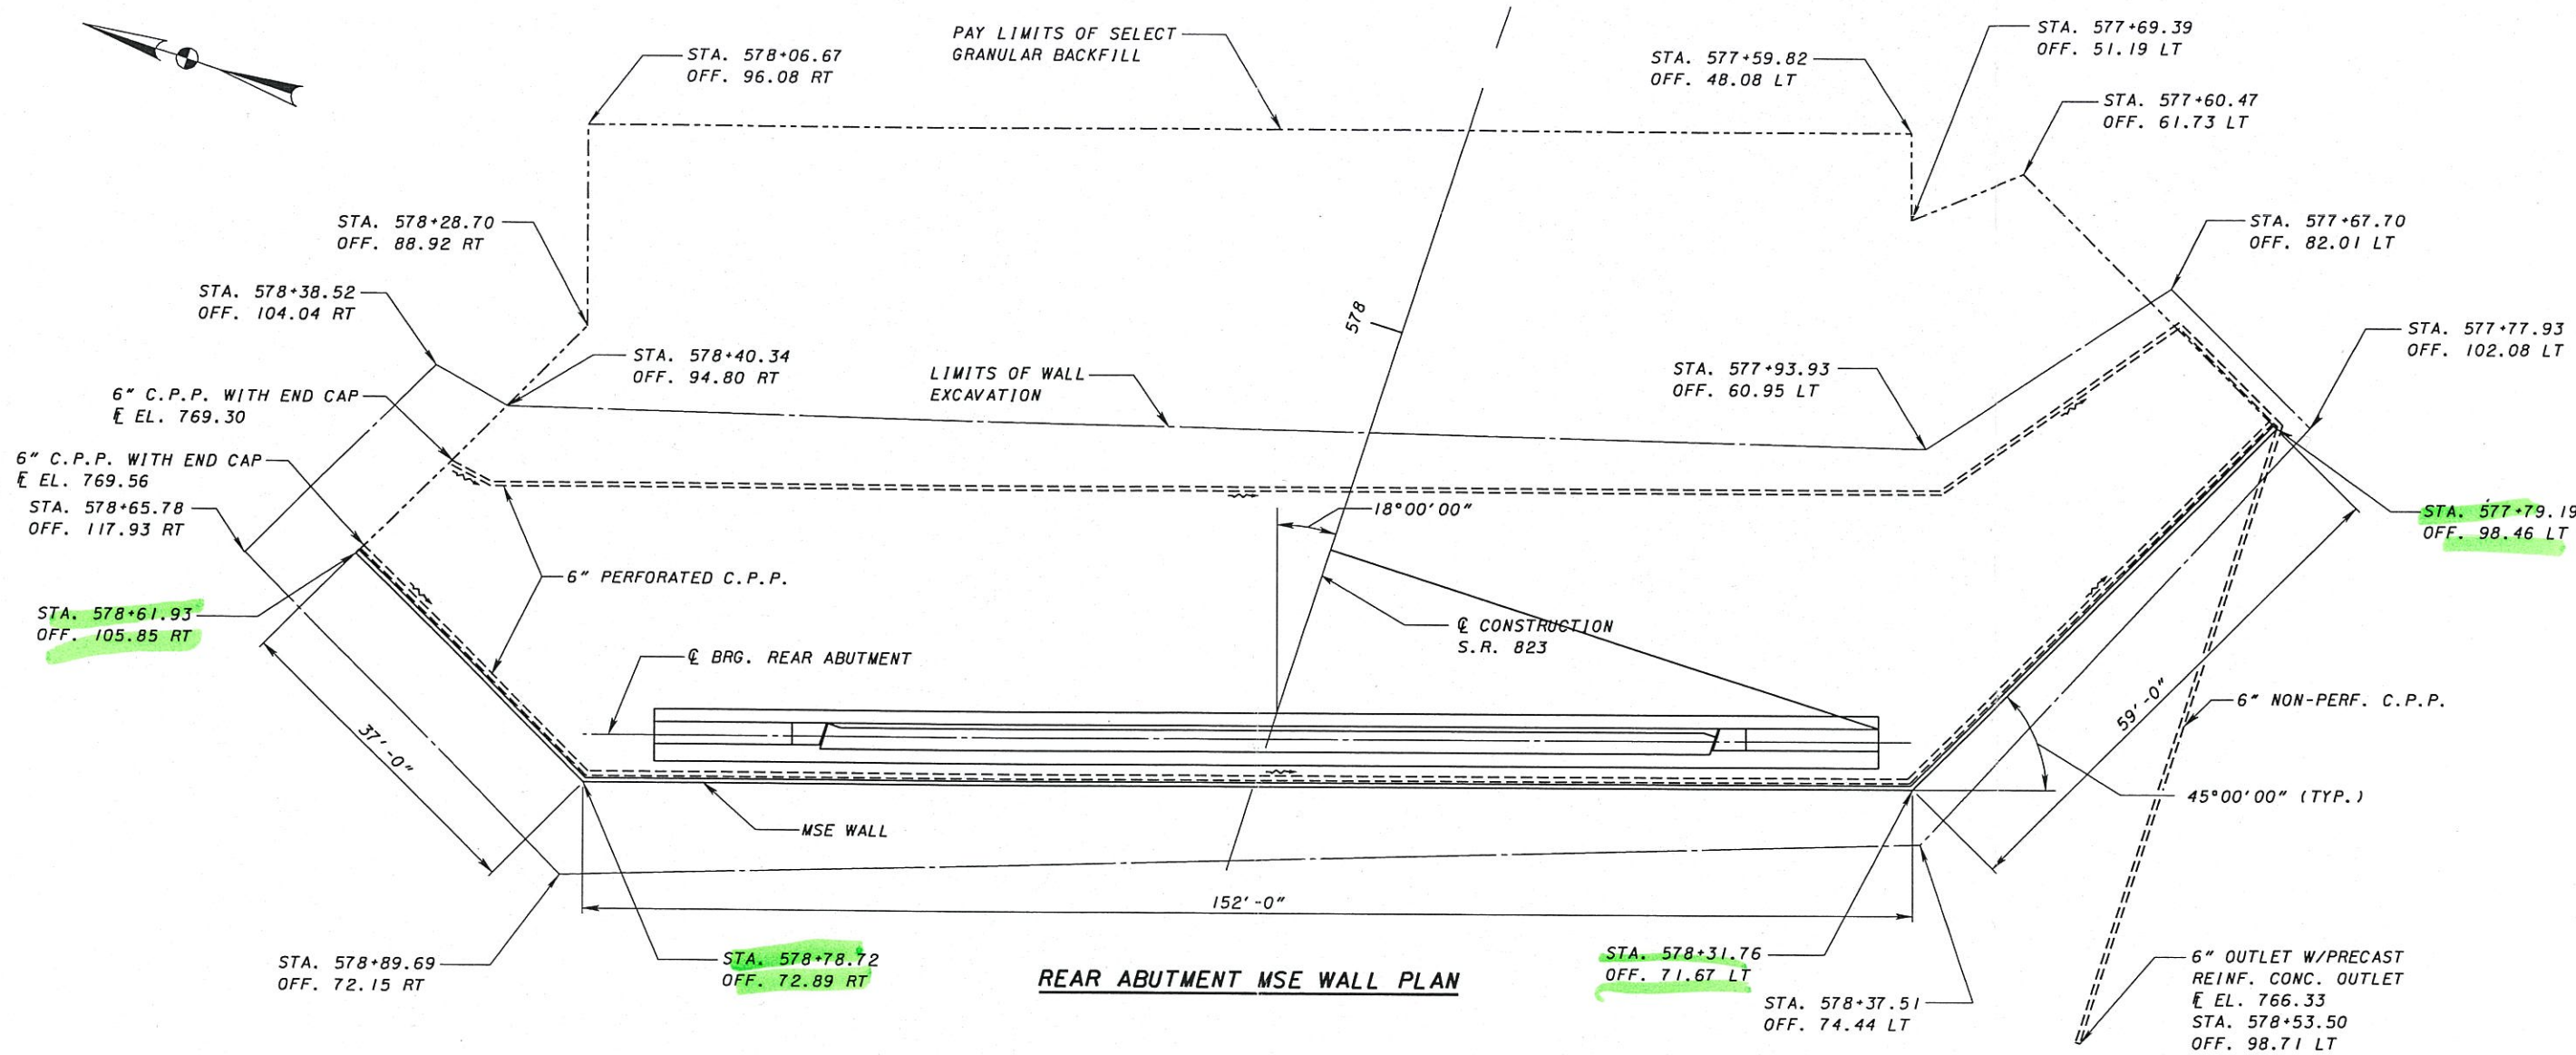 PAY LIMITS OF SELECT
GRANULAR BACKFILL
STA. 578+06.67
OFF. 96.08 RT
STA. 577+59.82
OFF. 48.08 LT
STA. 577+69.39
OFF. 51.19 LT
STA. 577+60.47
OFF. 61.73 LT
STA. 578+28.70
OFF. 88.92 RT
STA. 577+67.70
OFF. 82.01 LT
STA. 578+38.52
OFF. 104.04 RT
578
STA. 577+77.93
OFF. 102.08 LT
STA. 578+40.34
OFF. 94.80 RT
LIMITS OF WALL
EXCAVATION
STA. 577+93.93
OFF. 60.95 LT
6" C.P.P. WITH END CAP
℄ EL. 769.30
6" C.P.P. WITH END CAP
℄ EL. 769.56
STA. 578+65.78
OFF. 117.93 RT
18°00'00"
STA. 577+79.19
OFF. 98.46 LT
6" PERFORATED C.P.P.
STA. 578+61.93
OFF. 105.85 RT
℄ CONSTRUCTION
S.R. 823
℄ BRG. REAR ABUTMENT
37'-0"
59'-0"
6" NON-PERF. C.P.P.
45°00'00" (TYP.)
MSE WALL
152'-0"
STA. 578+89.69
OFF. 72.15 RT
STA. 578+78.72
OFF. 72.89 RT
REAR ABUTMENT MSE WALL PLAN
STA. 578+31.76
OFF. 71.67 LT
STA. 578+37.51
OFF. 74.44 LT
6" OUTLET W/PRECAST
REINF. CONC. OUTLET
℄ EL. 766.33
STA. 578+53.50
OFF. 98.71 LT